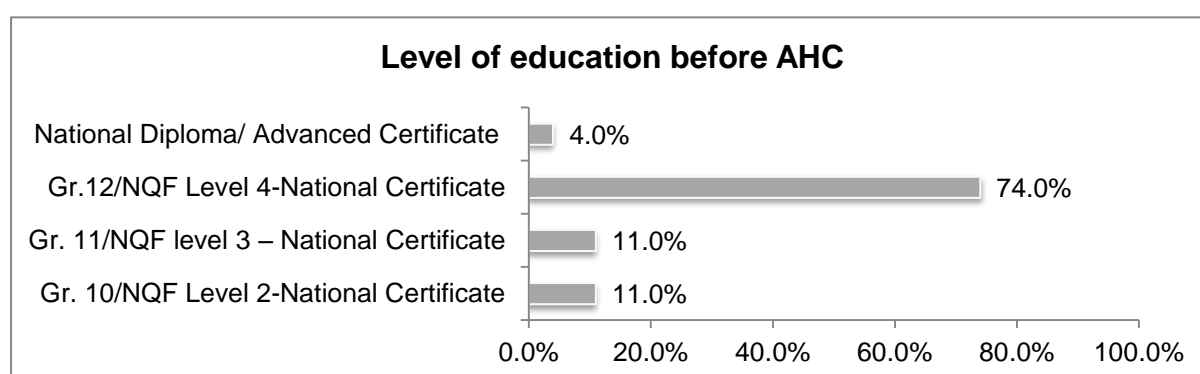 Level of education before AHC
National Diploma/ Advanced Certificate 4.0%
Gr.12/NQF Level 4-National Certificate 74.0%
Gr. 11/NQF level 3 – National Certificate 11.0%
Gr. 10/NQF Level 2-National Certificate 11.0%
0.0% 20.0% 40.0% 60.0% 80.0% 100.0%